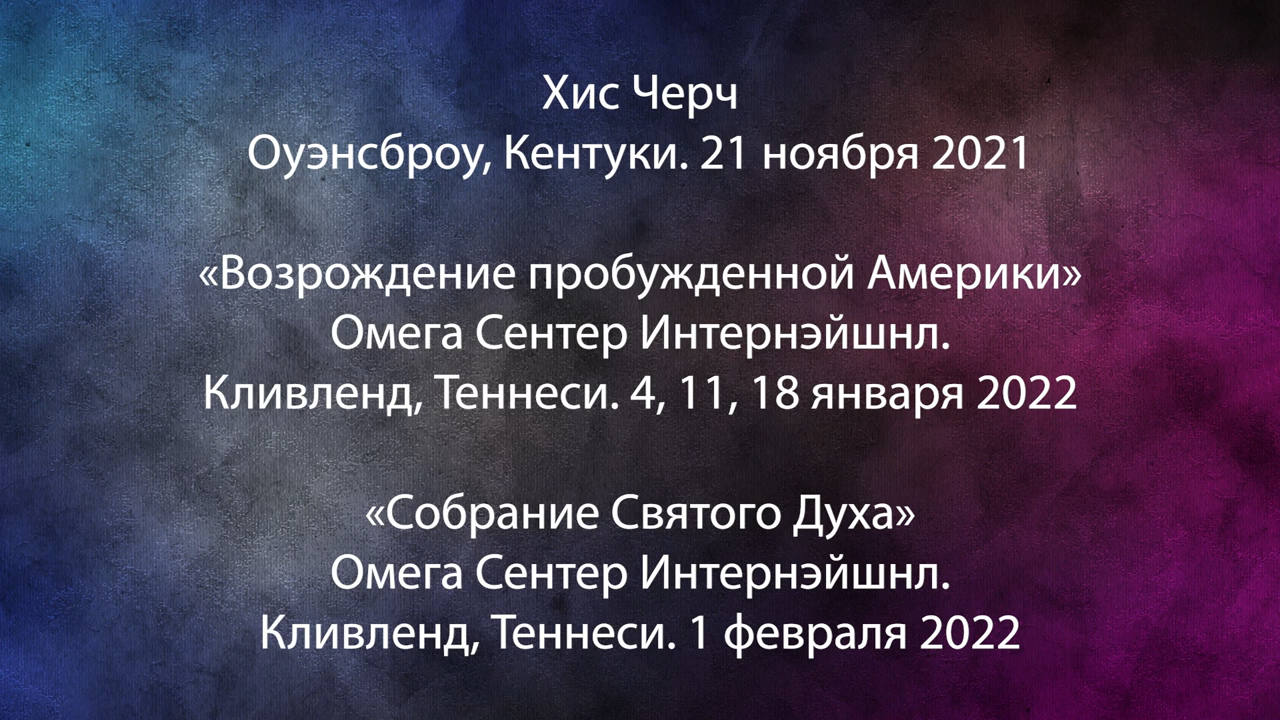 Хис Черч
Оуэнсброу, Кентуки. 21 ноября 2021
«Возрождение пробужденной Америки»
Омега Сентер Интернэйшнл.
Кливленд, Теннеси. 4, 11, 18 января 2022
«Собрание Святого Духа»
Омега Сентер Интернэйшнл.
Кливленд, Теннеси. 1 февраля 2022